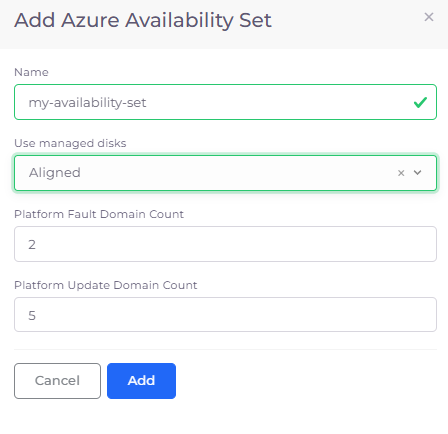 Add Azure Availability Set
Name
my-availability-set
Use managed disks
Aligned
Platform Fault Domain Count
2
Platform Update Domain Count
5
Cancel Add